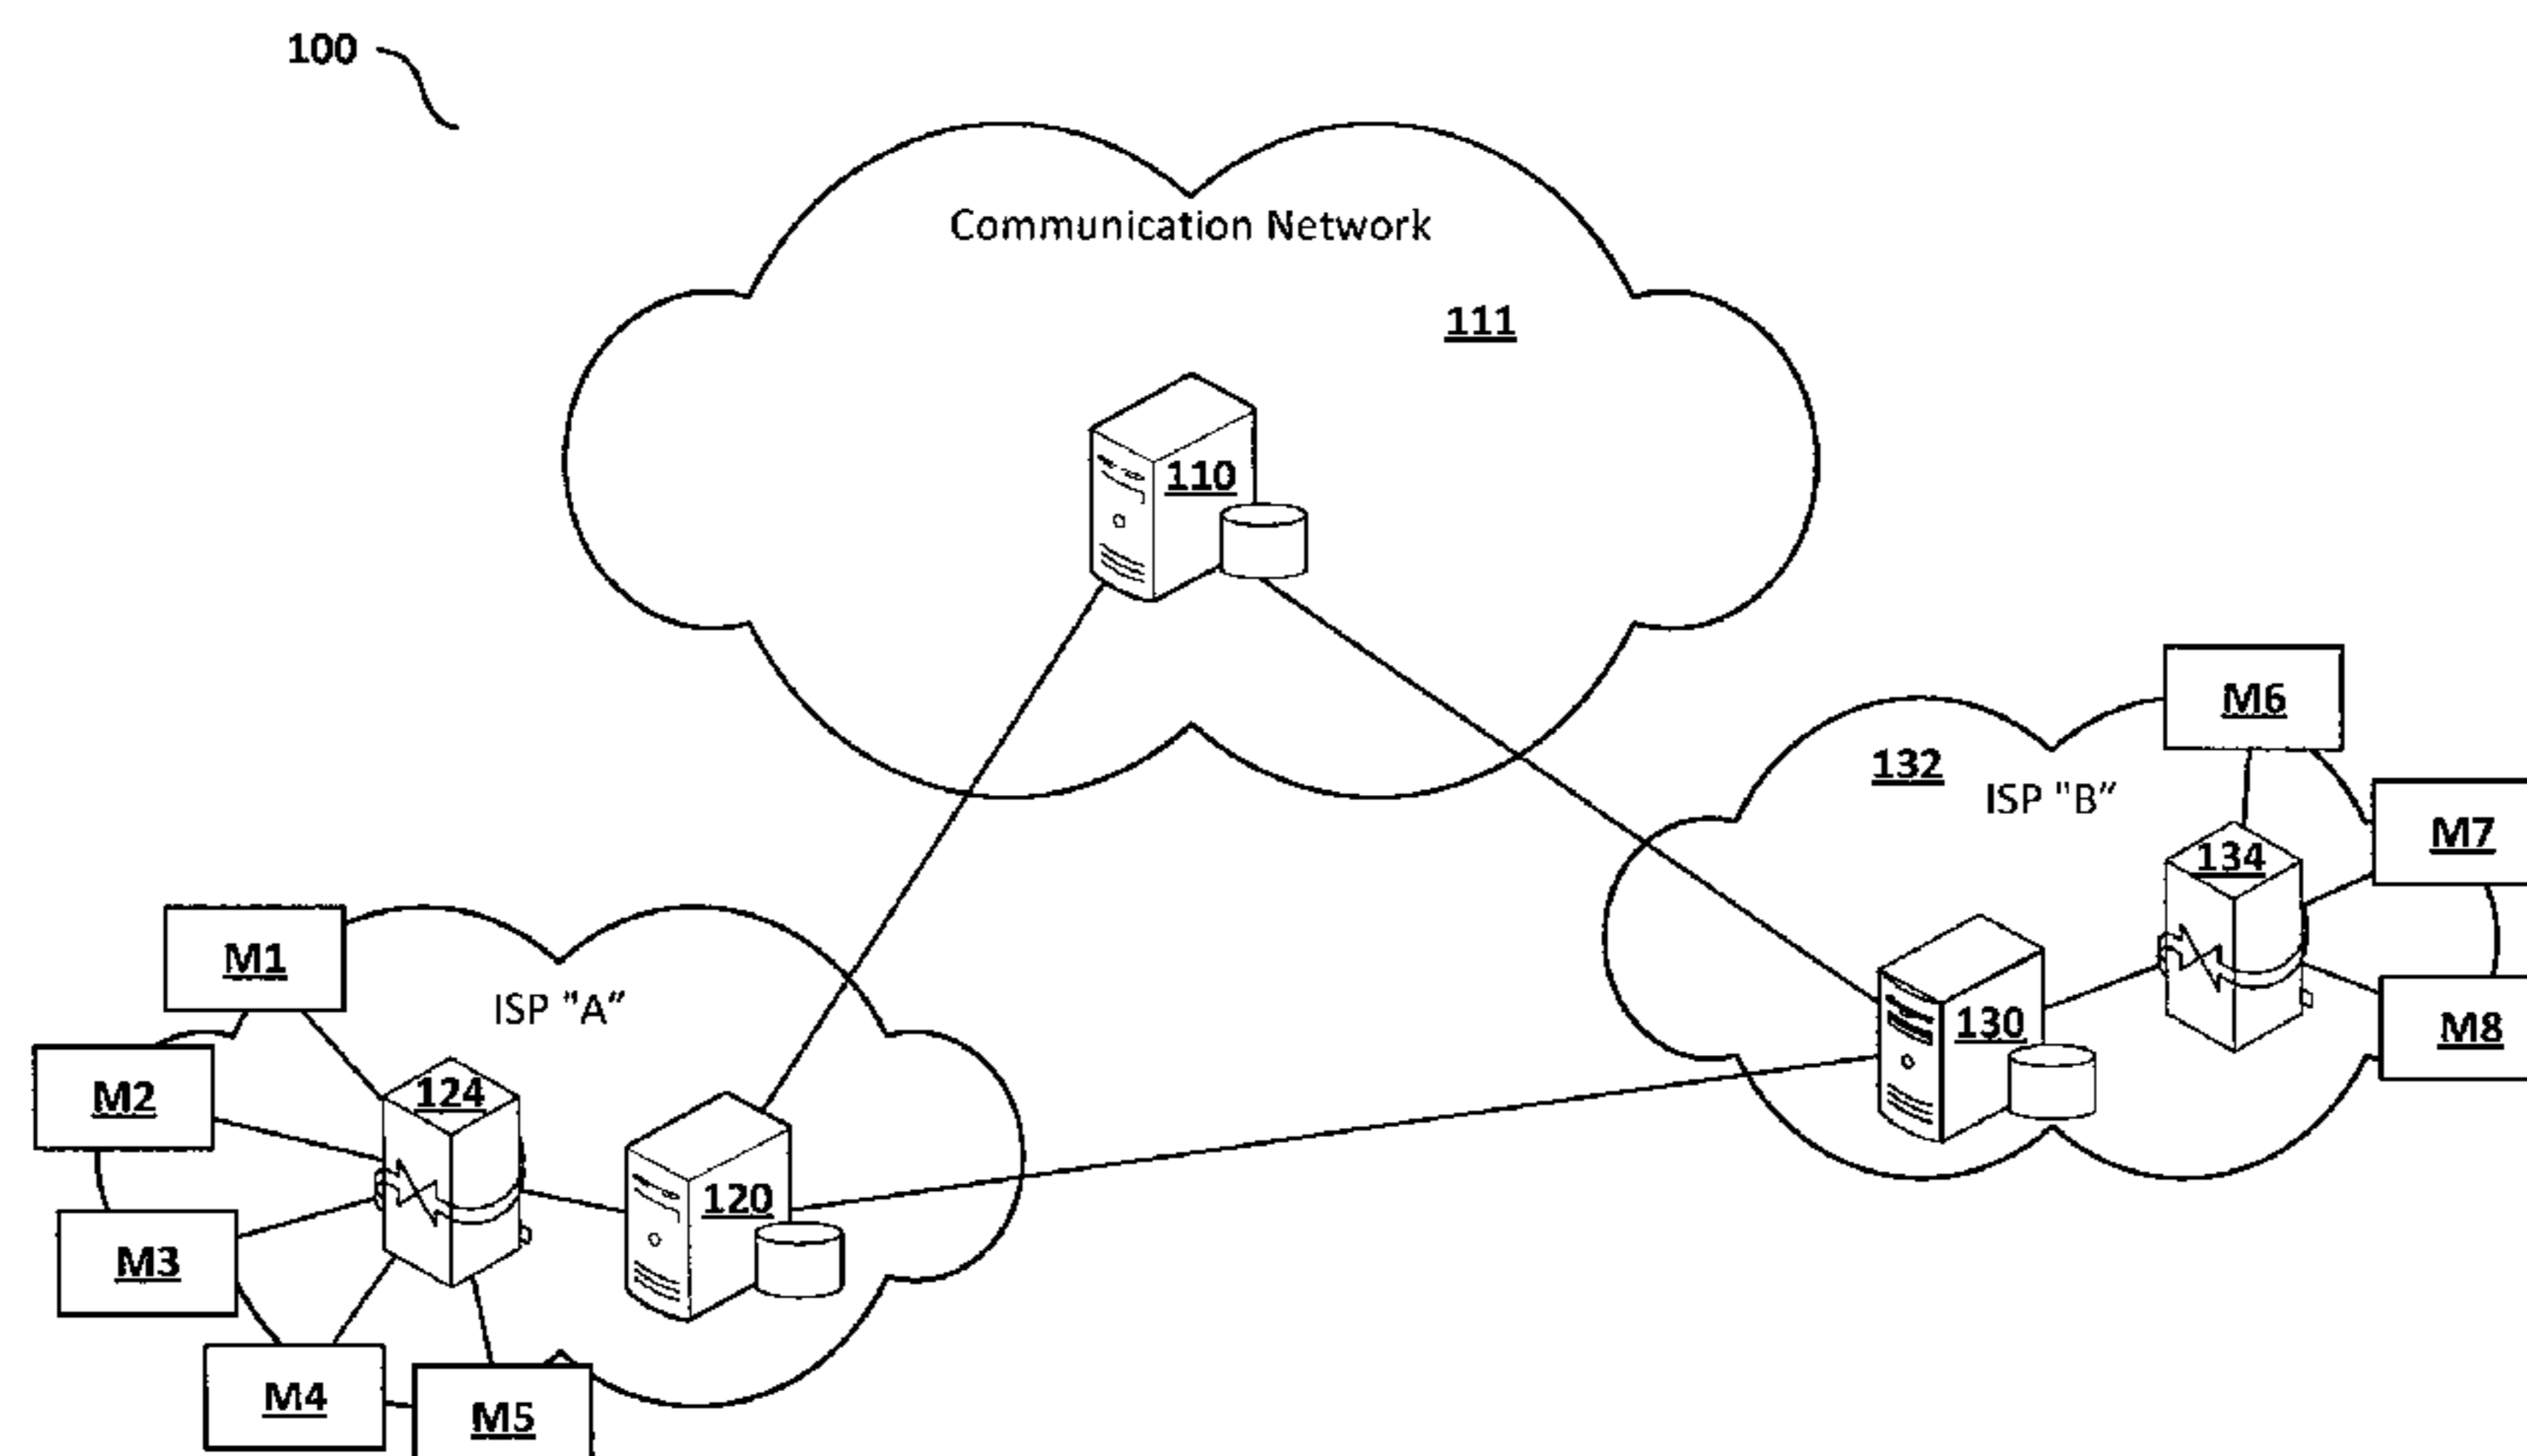 100
Communication Network
111
110
M6
132
ISP "B"
M7
134
M1
ISP "A"
130
M8
M2
124
120
M3
M4
M5